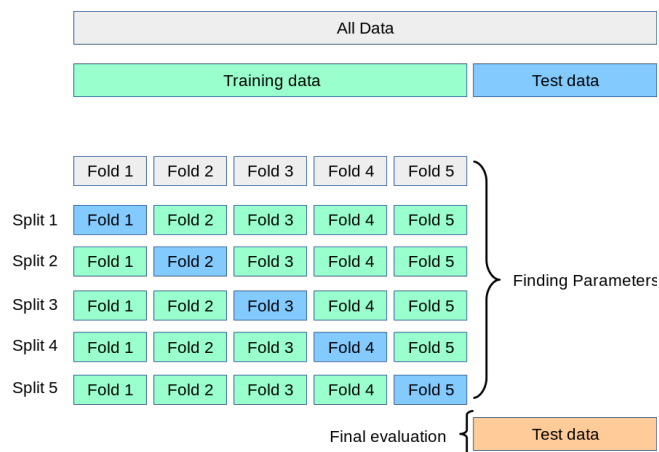 All Data
Training data Test data
Fold 1 Fold 2 Fold 3 Fold 4 Fold 5
Split 1 Fold 1 Fold 2 Fold 3 Fold 4 Fold 5
Split 2 Fold 1 Fold 2 Fold 3 Fold 4 Fold 5
Finding Parameters
Split 3 Fold 1 Fold 2 Fold 3 Fold 4 Fold 5
Split 4 Fold 1 Fold 2 Fold 3 Fold 4 Fold 5
Split 5 Fold 1 Fold 2 Fold 3 Fold 4 Fold 5
Final evaluation Test data